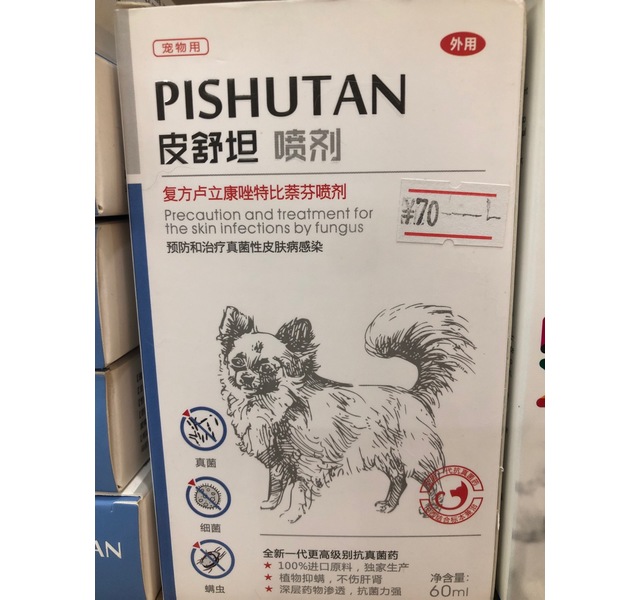 宠物用
外用
PISHUTAN
皮舒坦 喷剂
复方卢立康唑特比萘芬喷剂
Precaution and treatment for
the skin infections by fungus
预防和治疗真菌性皮肤病感染
¥70
真菌
细菌
螨虫
全新一代更高级别抗真菌药
★ 100%进口原料，独家生产
★ 植物抑螨，不伤肝肾
★ 深层药物渗透，抗菌力强
净含量：
60ml
TAN